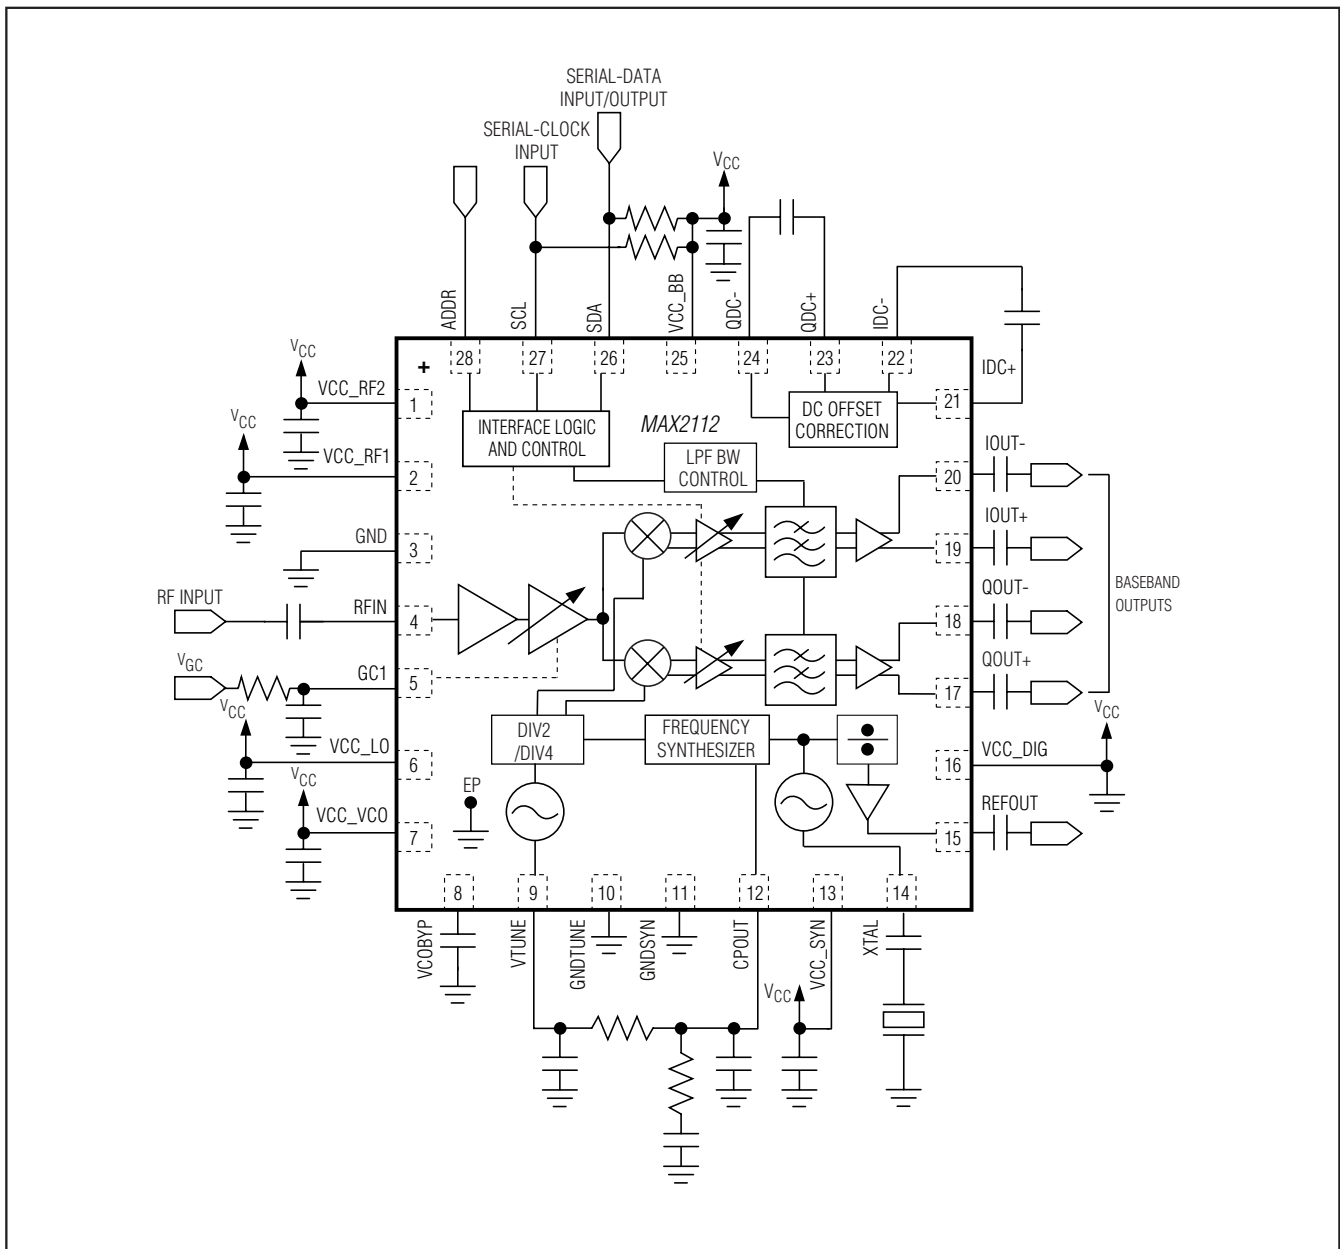 SERIAL-DATA
INPUT/OUTPUT
SERIAL-CLOCK
INPUT
VCC
ADDR
SCL
SDA
VCC_BB
QDC-
QDC+
IDC-
28
27
26
25
24
23
22
+
VCC
VCC_RF2
1
IDC+
21
INTERFACE LOGIC
AND CONTROL
MAX2112
DC OFFSET
CORRECTION
VCC
VCC_RF1
2
LPF BW
CONTROL
IOUT-
20
GND
3
IOUT+
19
RF INPUT
RFIN
4
QOUT-
18
BASEBAND
OUTPUTS
VGC
GC1
5
QOUT+
17
VCC
VCC_LO
6
DIV2
/DIV4
FREQUENCY
SYNTHESIZER
VCC
VCC_DIG
16
VCC
VCC_VCO
7
EP
REFOUT
15
8
9
10
11
12
13
14
VCOBYP
VTUNE
GNDTUNE
GNDSYN
CPOUT
VCC_SYN
XTAL
VCC